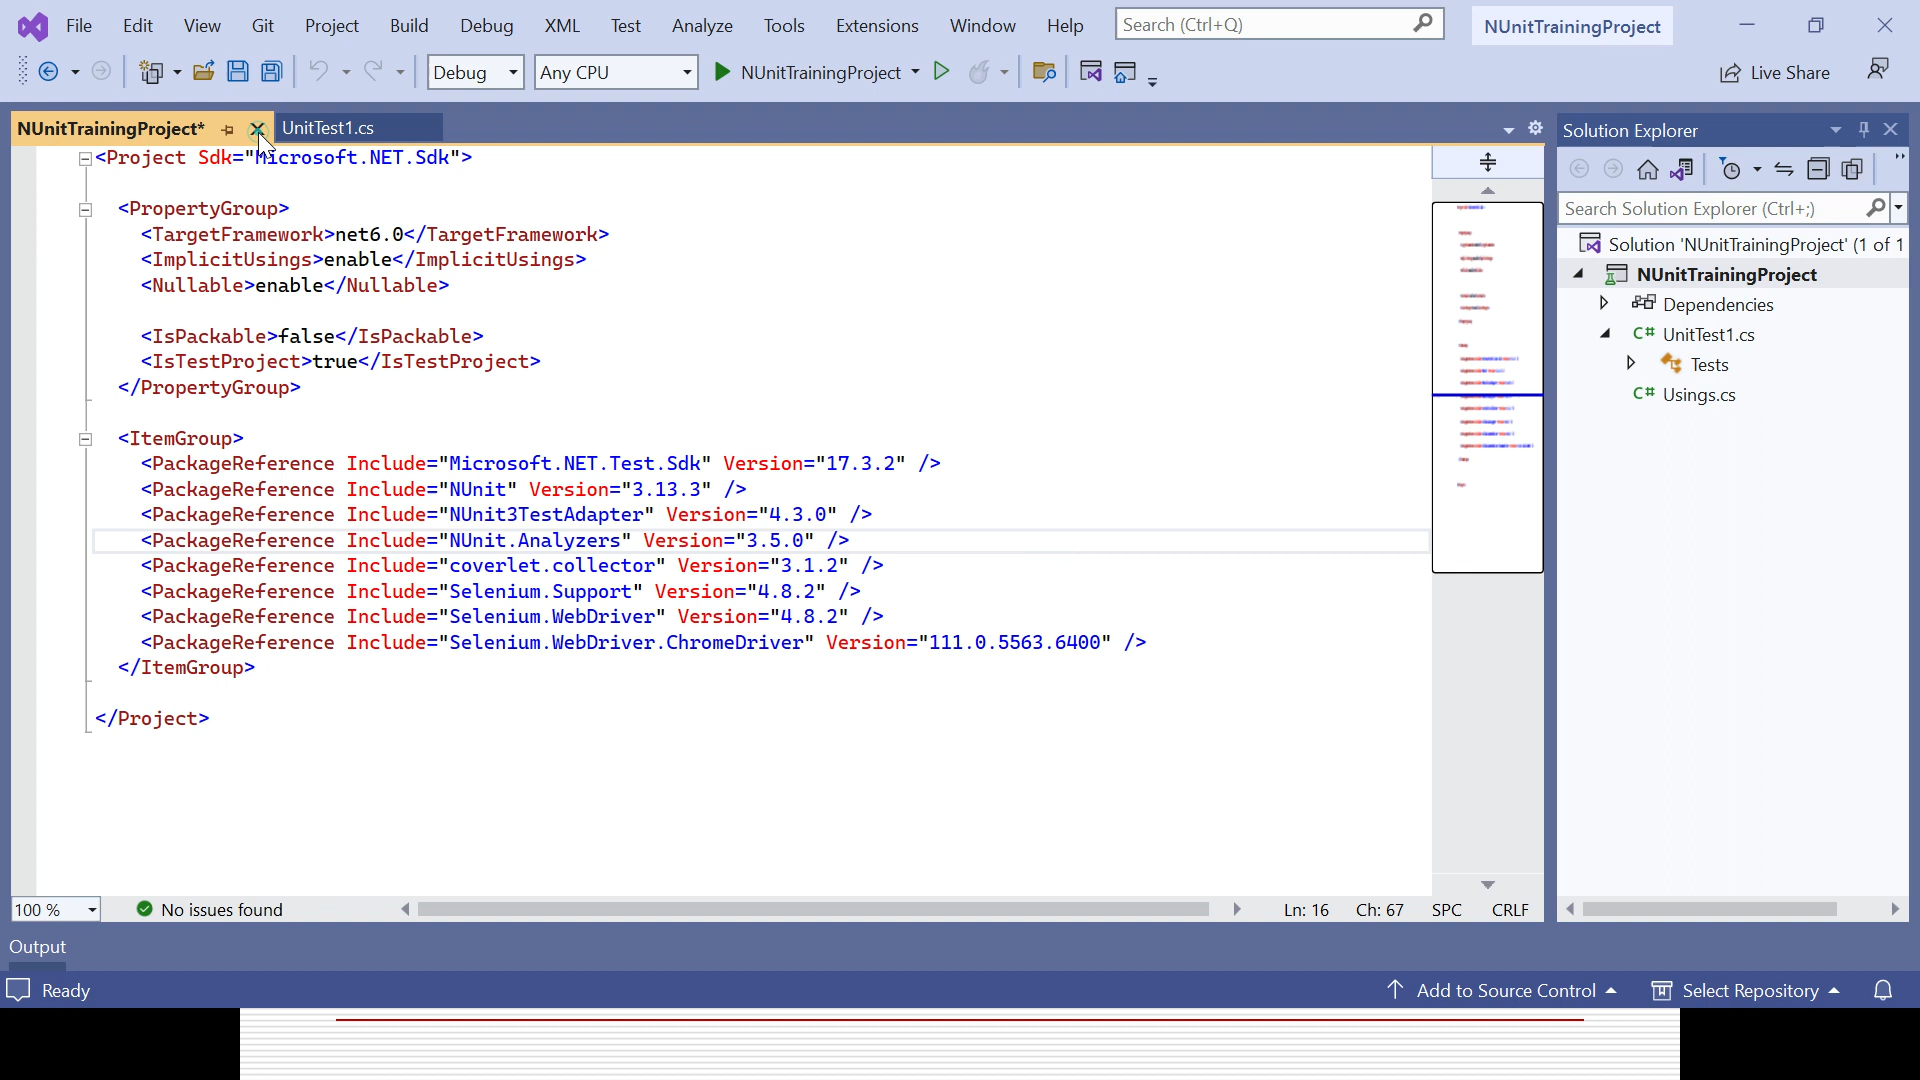 File Edit View Git Project Build Debug XML Test Analyze Tools Extensions Window Help Search (Ctrl+Q) NUnitTrainingProject
Debug Any CPU NUnitTrainingProject Live Share
NUnitTrainingProject* UnitTest1.cs
<Project Sdk="Microsoft.NET.Sdk">
<PropertyGroup>
<TargetFramework>net6.0</TargetFramework>
<ImplicitUsings>enable</ImplicitUsings>
<Nullable>enable</Nullable>
<IsPackable>false</IsPackable>
<IsTestProject>true</IsTestProject>
</PropertyGroup>
<ItemGroup>
<PackageReference Include="Microsoft.NET.Test.Sdk" Version="17.3.2" />
<PackageReference Include="NUnit" Version="3.13.3" />
<PackageReference Include="NUnit3TestAdapter" Version="4.3.0" />
<PackageReference Include="NUnit.Analyzers" Version="3.5.0" />
<PackageReference Include="coverlet.collector" Version="3.1.2" />
<PackageReference Include="Selenium.Support" Version="4.8.2" />
<PackageReference Include="Selenium.WebDriver" Version="4.8.2" />
<PackageReference Include="Selenium.WebDriver.ChromeDriver" Version="111.0.5563.6400" />
</ItemGroup>
</Project>
100 % No issues found Ln: 16 Ch: 67 SPC CRLF
Solution Explorer
Search Solution Explorer (Ctrl+;)
Solution 'NUnitTrainingProject' (1 of 1
NUnitTrainingProject
Dependencies
C# UnitTest1.cs
Tests
C# Usings.cs
Output
Ready Add to Source Control Select Repository